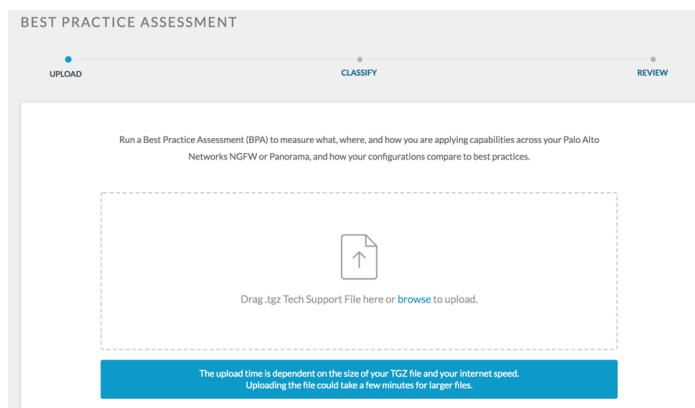 BEST PRACTICE ASSESSMENT
UPLOAD
CLASSIFY
REVIEW
Run a Best Practice Assessment (BPA) to measure what, where, and how you are applying capabilities across your Palo Alto
Networks NGFW or Panorama, and how your configurations compare to best practices.
Drag .tgz Tech Support File here or browse to upload.
The upload time is dependent on the size of your TGZ file and your internet speed.
Uploading the file could take a few minutes for larger files.